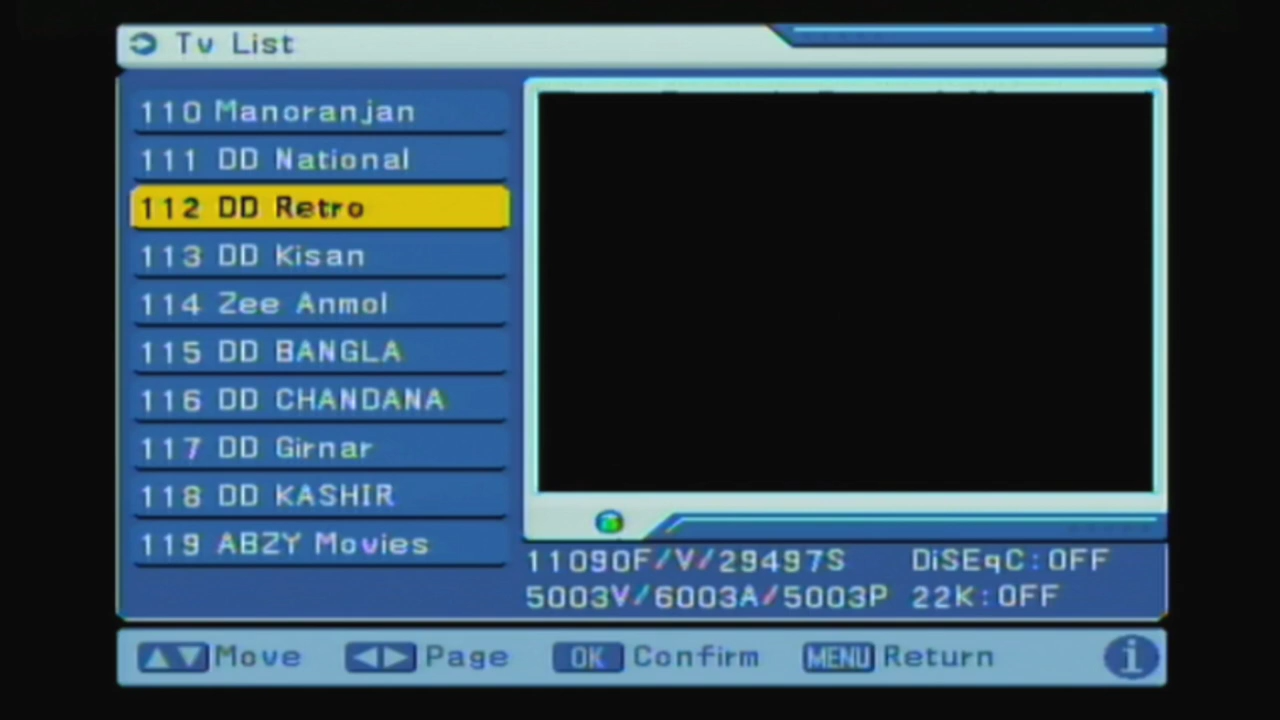 Tv List
110 Manoranjan
111 DD National
112 DD Retro
113 DD Kisan
114 Zee Anmol
115 DD BANGLA
116 DD CHANDANA
117 DD Girnar
118 DD KASHIR
119 ABZY Movies
11090F/V/29497S DiSEqC:OFF
5003V/6003A/5003P 22K:OFF
Move Page OK Confirm MENU Return i